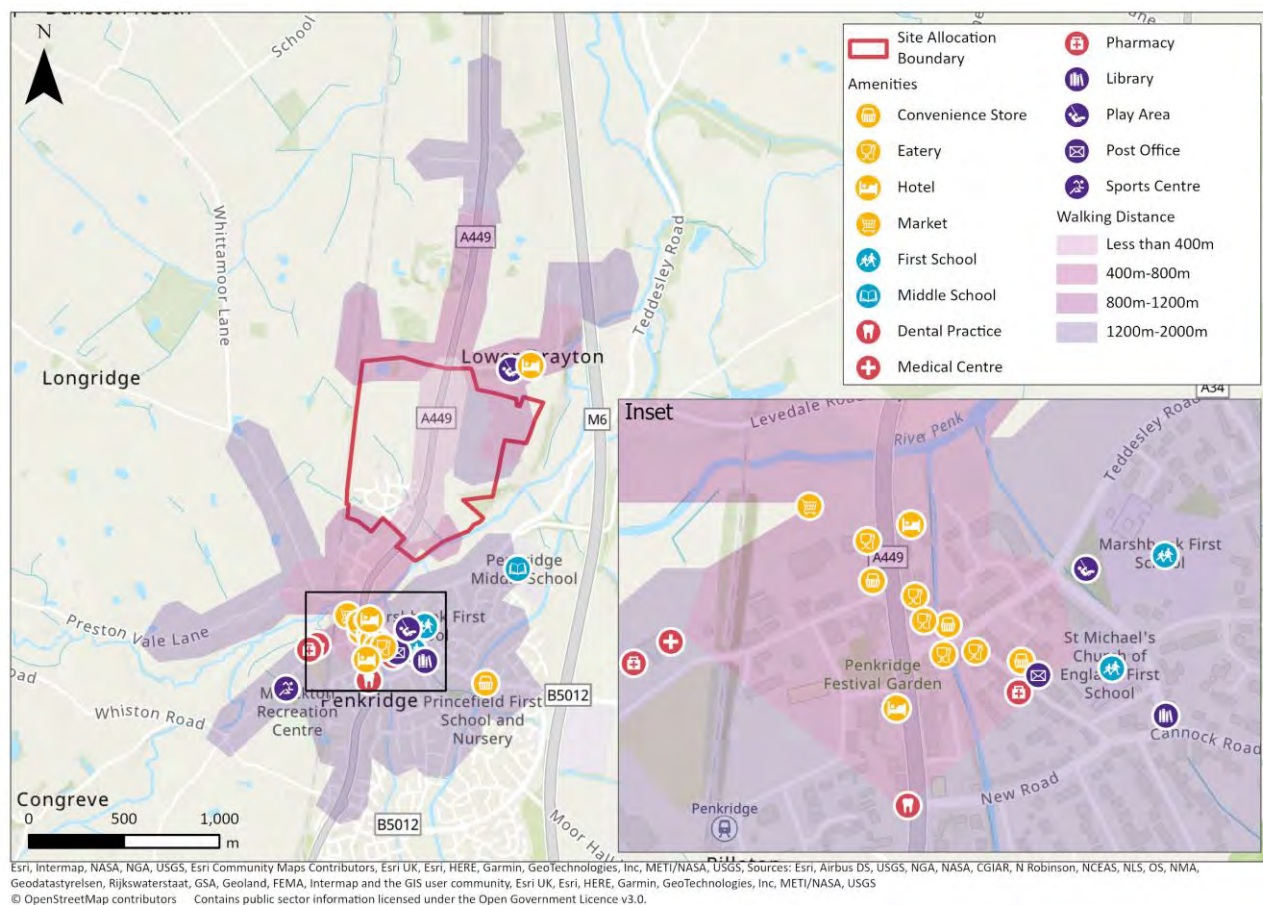 N
School
Whittamoor Lane
A449
Teddesley Road
Longridge
A449
M6
A34
Penkridge
Middle School
Preston Vale Lane
Penkridge
Recreation
Centre
Princefield First
School and
Nursery
B5012
Whiston Road
Congreve
B5012
0 500 1,000
m
Site Allocation
Boundary
Amenities
Convenience Store
Eatery
Hotel
Market
First School
Middle School
Dental Practice
Medical Centre
Pharmacy
Library
Play Area
Post Office
Sports Centre
Walking Distance
Less than 400m
400m-800m
800m-1200m
1200m-2000m
Inset
River Penk
Teddesley Road
A449
School
St Michael's
Church of
England First
School
Penkridge
Festival Garden
Cannock Road
New Road
Penkridge
Esri, Intermap, NASA, NGA, USGS, Esri Community Maps Contributors, Esri UK, Esri, HERE, Garmin, GeoTechnologies, Inc, METI/NASA, USGS, Sources: Esri, Airbus DS, USGS, NGA, NASA, CGIAR, N Robinson, NCEAS, NLS, OS, NMA,
Geodatastyrelsen, Rijkswaterstaat, GSA, Geoland, FEMA, Intermap and the GIS user community, Esri UK, Esri, HERE, Garmin, GeoTechnologies, Inc, METI/NASA, USGS
© OpenStreetMap contributors Contains public sector information licensed under the Open Government Licence v3.0.